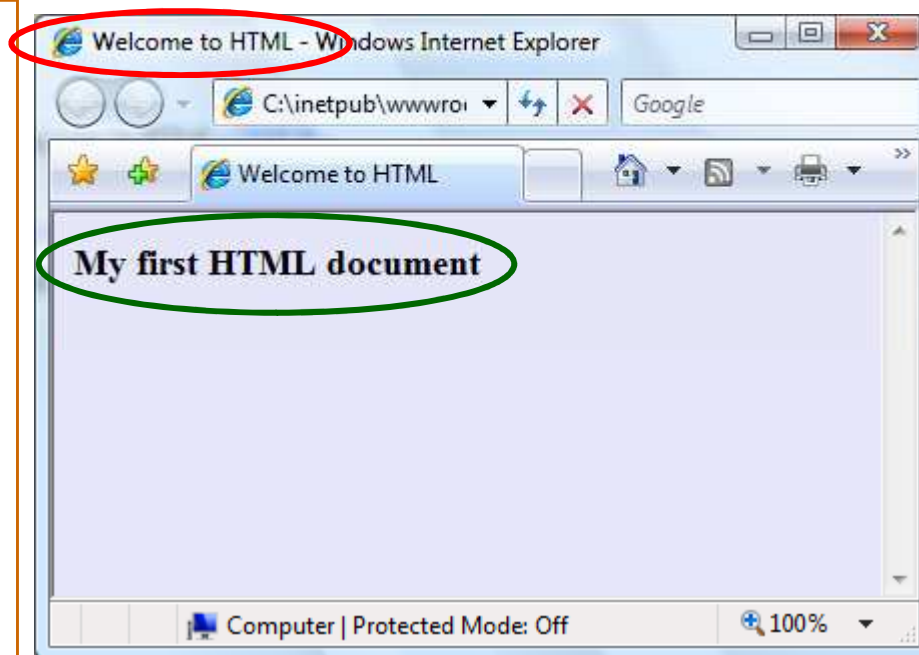 Welcome to HTML - Windows Internet Explorer
C:\inetpub\wwwro
Google
Welcome to HTML
My first HTML document
Computer | Protected Mode: Off
100%